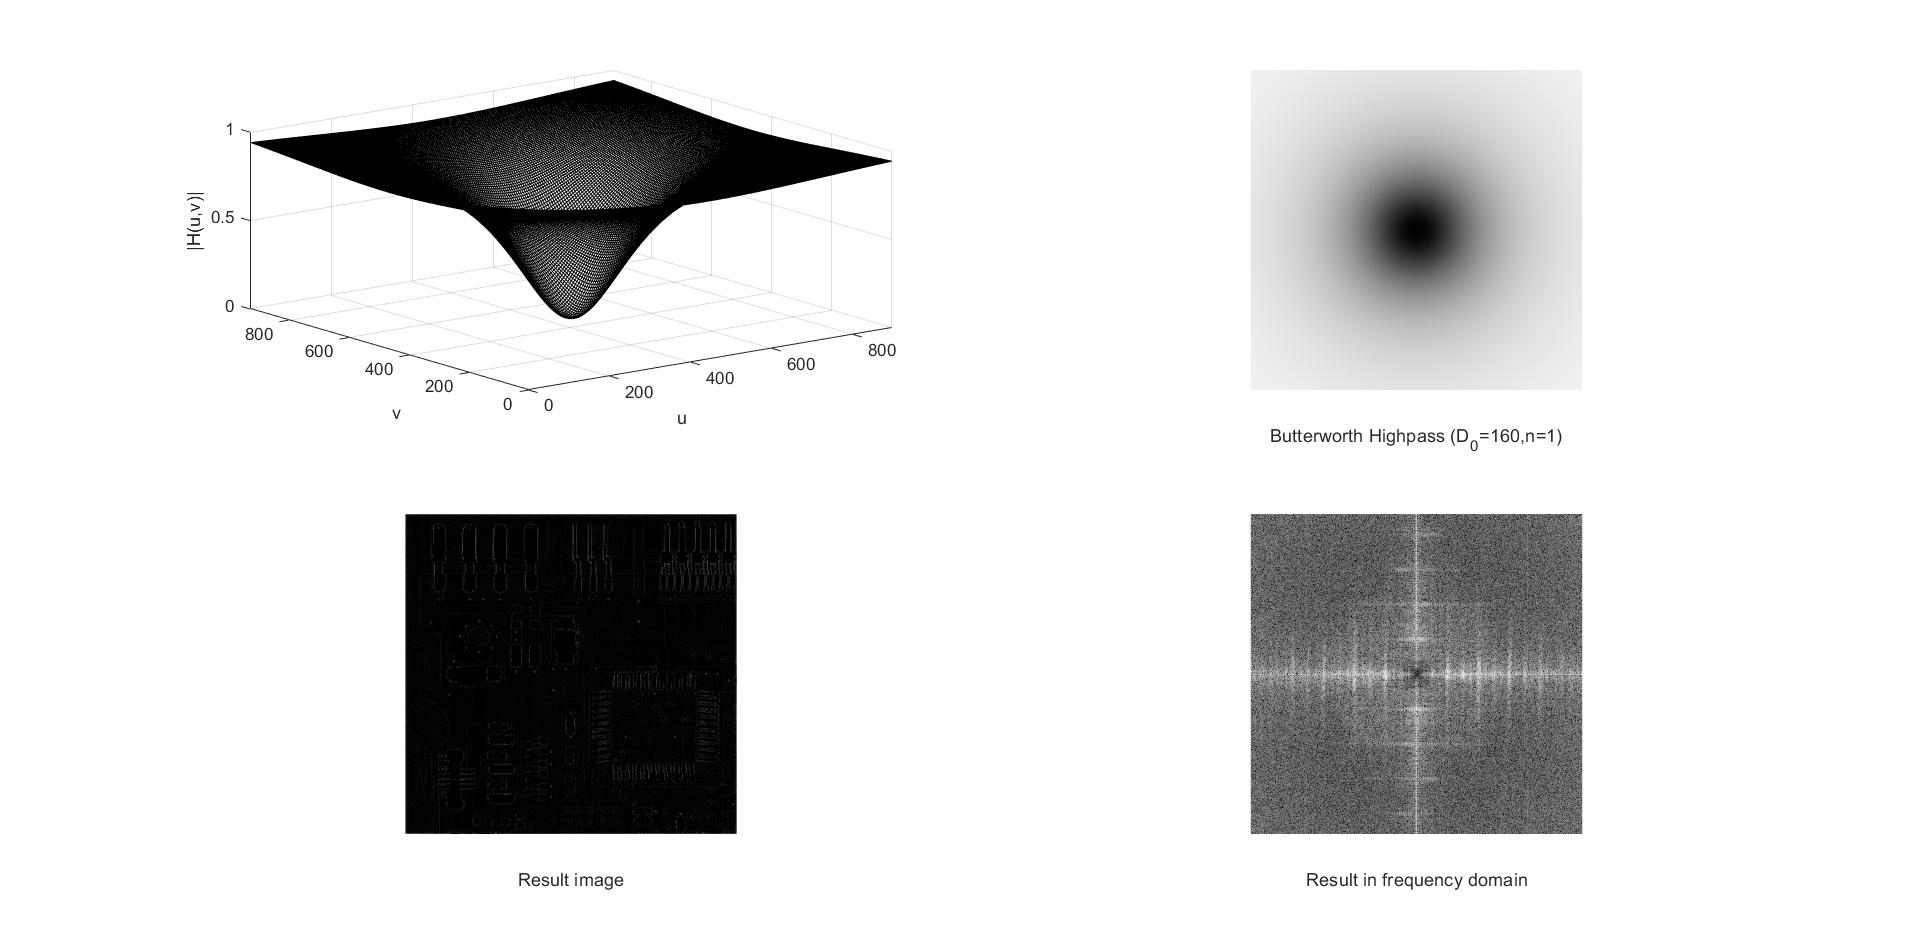 |H(u,v)|
1
0.5
0
800
600
400
200
0
v
0
200
400
600
800
u
Butterworth Highpass (D0=160,n=1)
Result image
Result in frequency domain